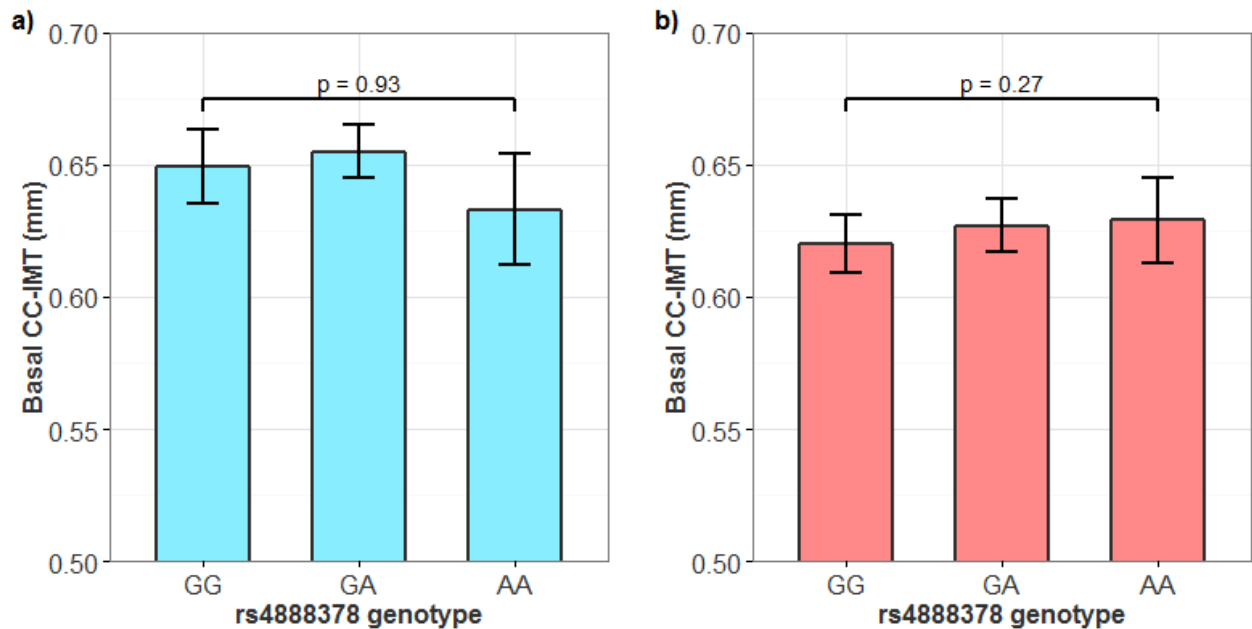 a)
p = 0.93
0.70
0.65
0.60
0.55
0.50
Basal CC-IMT (mm)
GG GA AA
rs4888378 genotype
b)
p = 0.27
0.70
0.65
0.60
0.55
0.50
Basal CC-IMT (mm)
GG GA AA
rs4888378 genotype